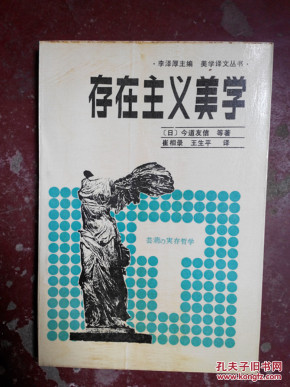 ·李泽厚主编 美学译文丛书·
存在主义美学
〔日〕今道友信 等著
崔相录 王生平 译
孔夫子旧书网